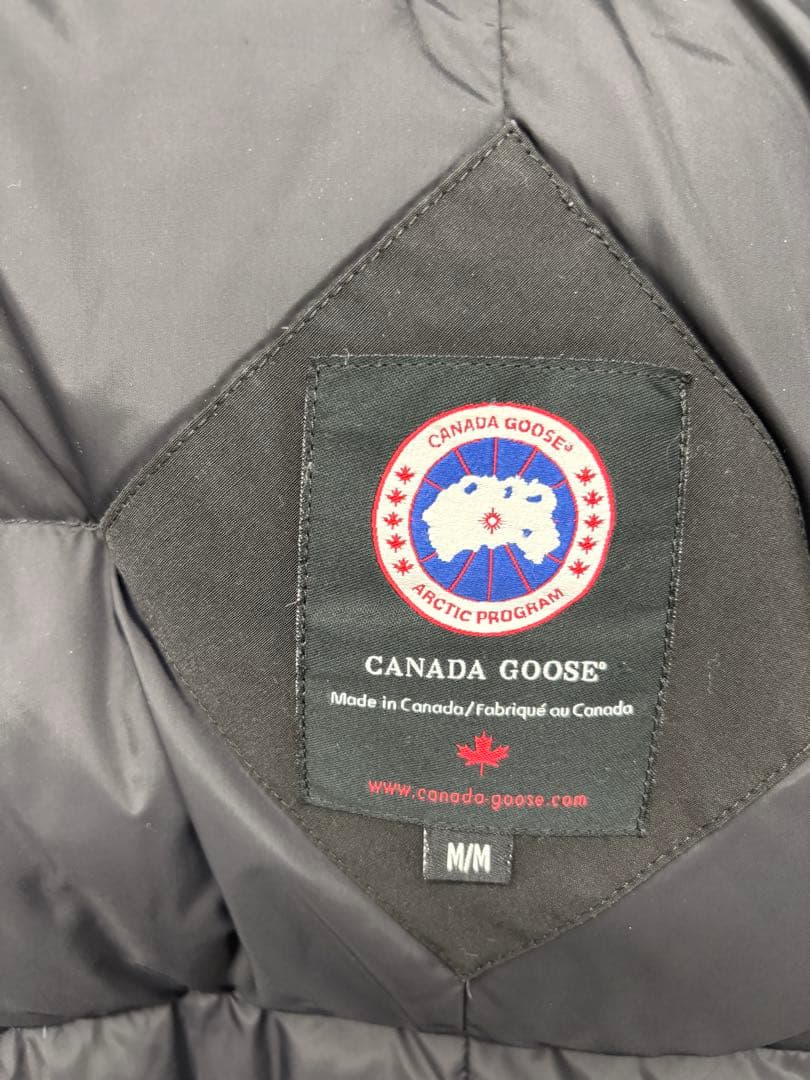 CANADA GOOSE®
ARCTIC PROGRAM
CANADA GOOSE®
Made in Canada/Fabriqué au Canada
www.canada-goose.com
M/M